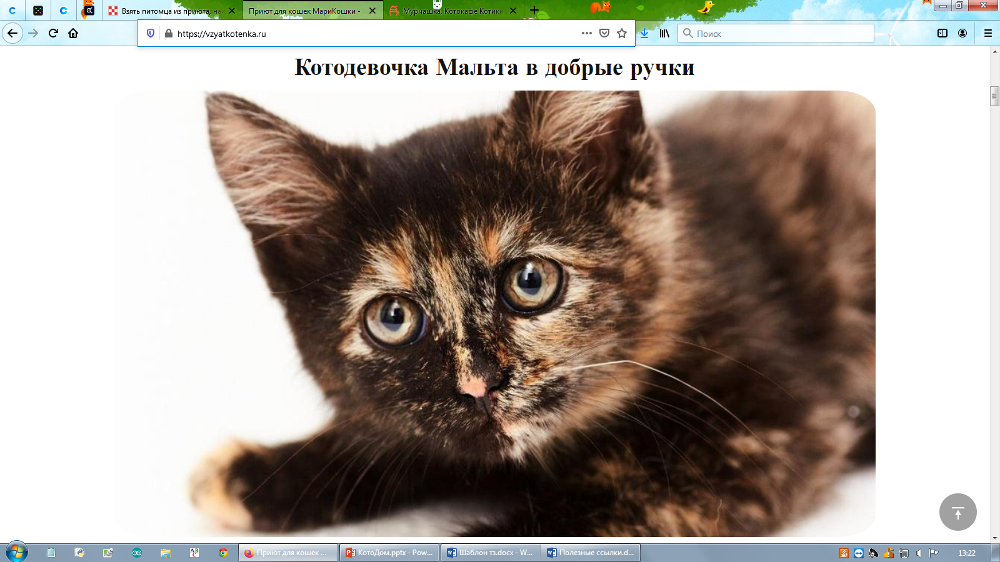 Взять питомца из приюта, на
Приют для кошек МариКошки -
Мурчашка, Котокафе Котики
https://vzyatkotenka.ru
Поиск
Котодевочка Мальта в добрые ручки
Приют для кошек ...
КотоДом.pptx - Pow...
Шаблон тз.docx - W...
Полезные ссылки.d...
13:22